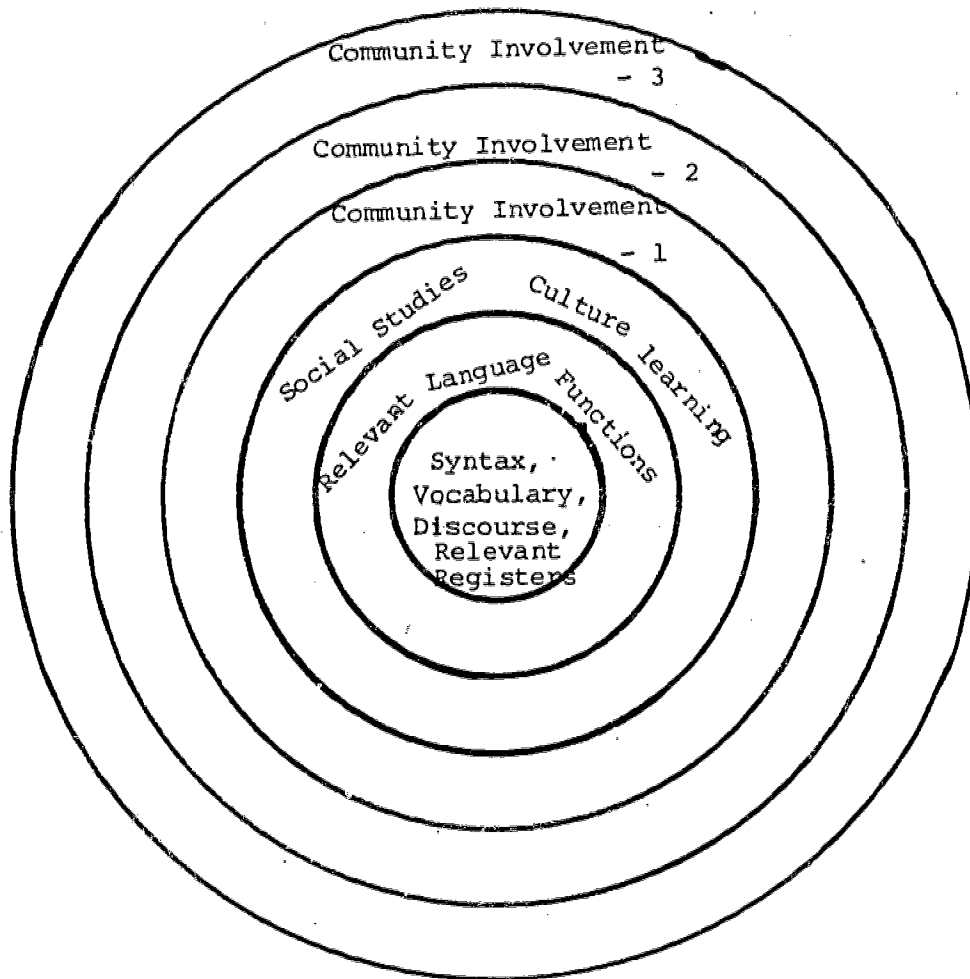 Community Involvement
- 3
Community Involvement
- 2
Community Involvement
- 1
Social Studies
Culture learning
Relevant Language Functions
Syntax,
Vocabulary,
Discourse,
Relevant
Registers